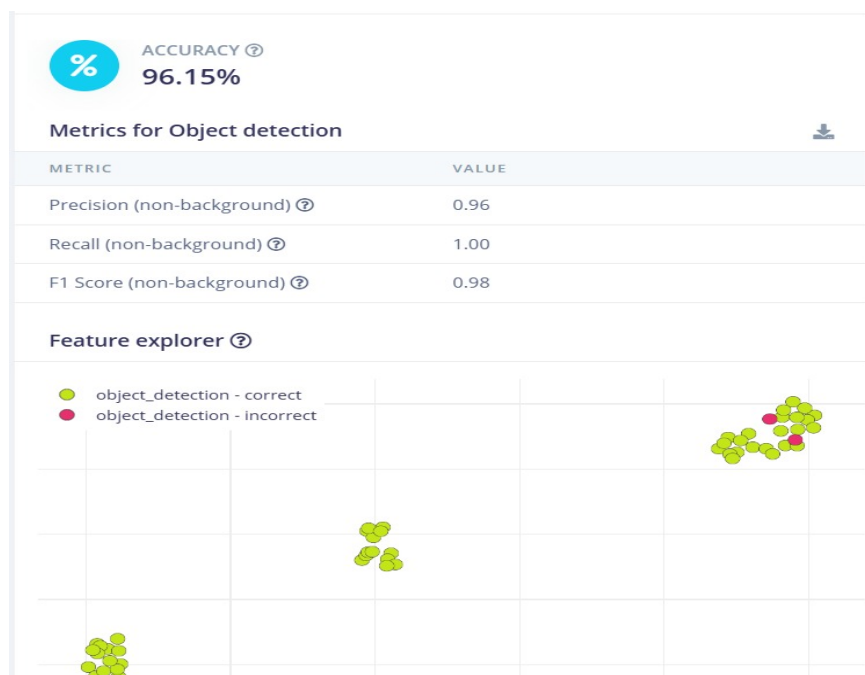 ACCURACY ?
%
96.15%
Metrics for Object detection
METRIC VALUE
Precision (non-background) ? 0.96
Recall (non-background) ? 1.00
F1 Score (non-background) ? 0.98
Feature explorer ?
object_detection - correct
object_detection - incorrect